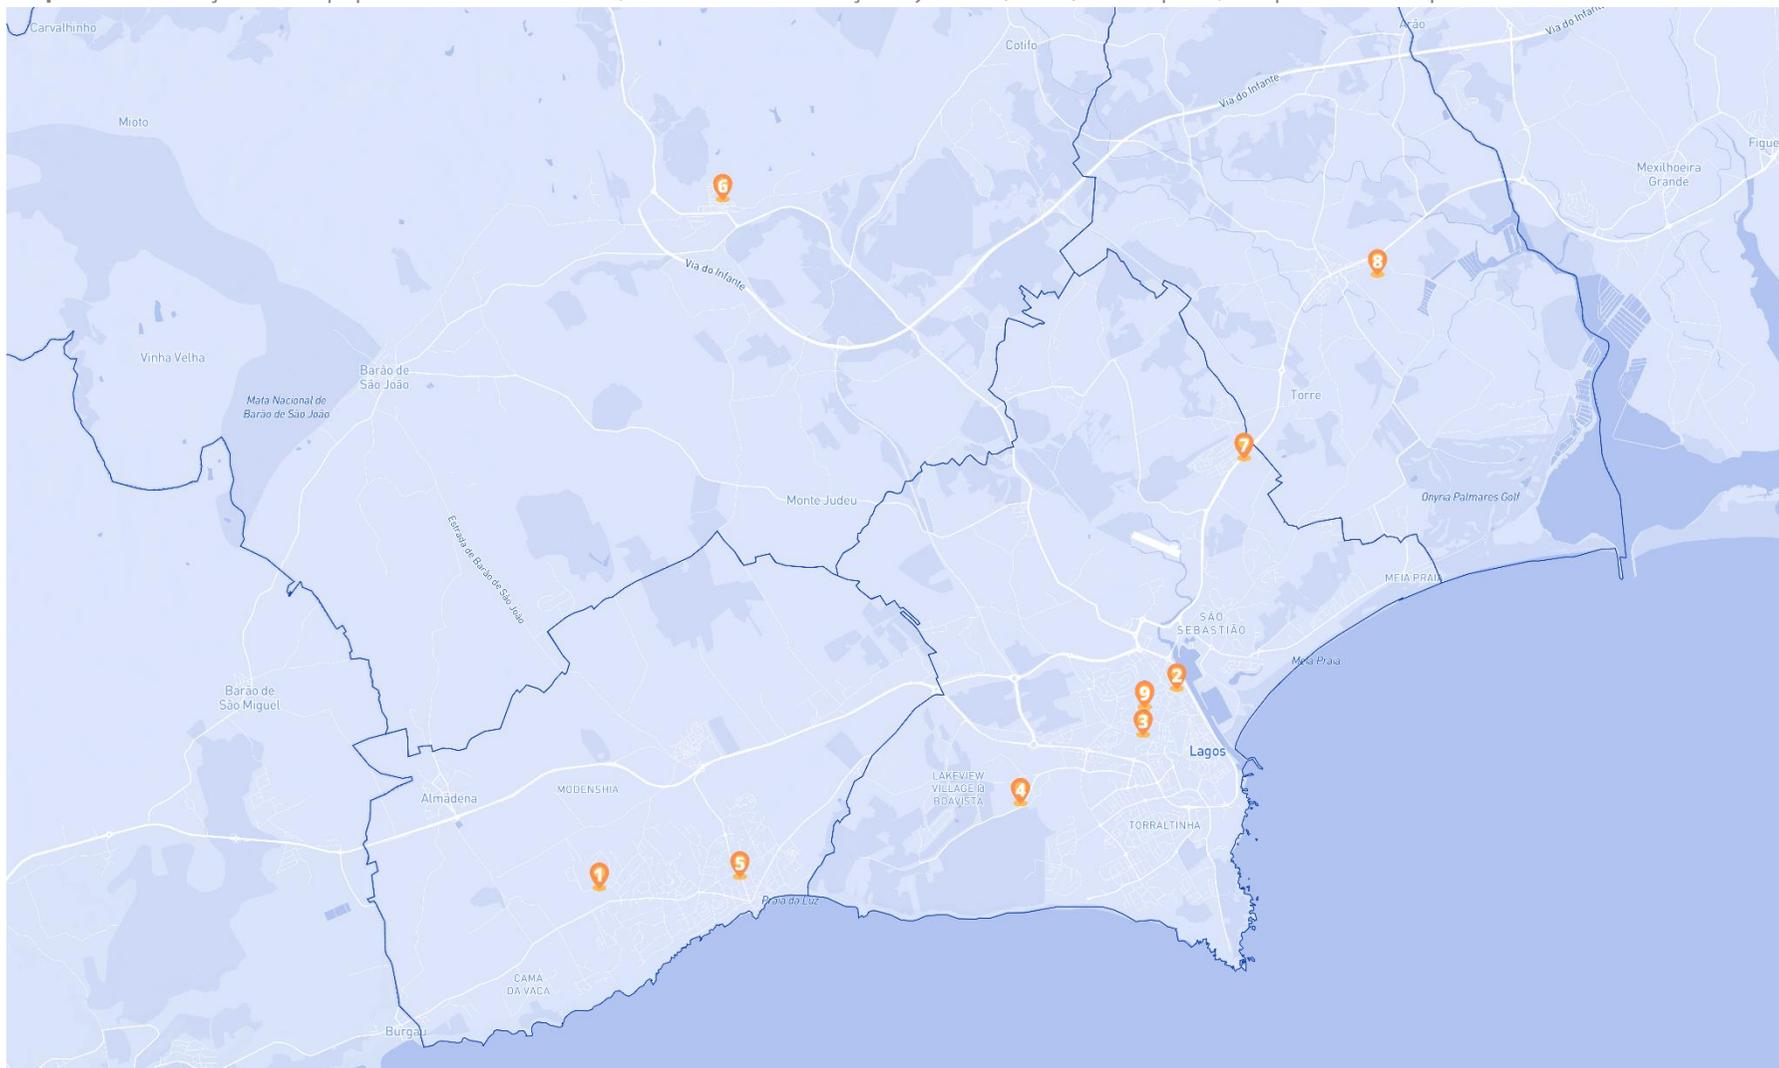 Carvalhinho
Arão
Via do Infante
Cotifo
Via do Infante
Mioto
Figue
Mexilhoeira
Grande
6
8
Via do Infante
Vinha Velha
Barão de
São João
Mata Nacional de
Barão de São João
Torre
7
Monte Judeu
Onyria Palmares Golf
Estrada de Barão de São João
MEIA PRAIA
SÃO
SEBASTIÃO
Meia Praia
2
9
3
Barão de
São Miguel
Lagos
LAKEVIEW
VILLAGE @
BOAVISTA
4
MODENSHIA
Almádena
TORRALTINHA
1
5
Praia da Luz
CAMA
DA VACA
Burgau